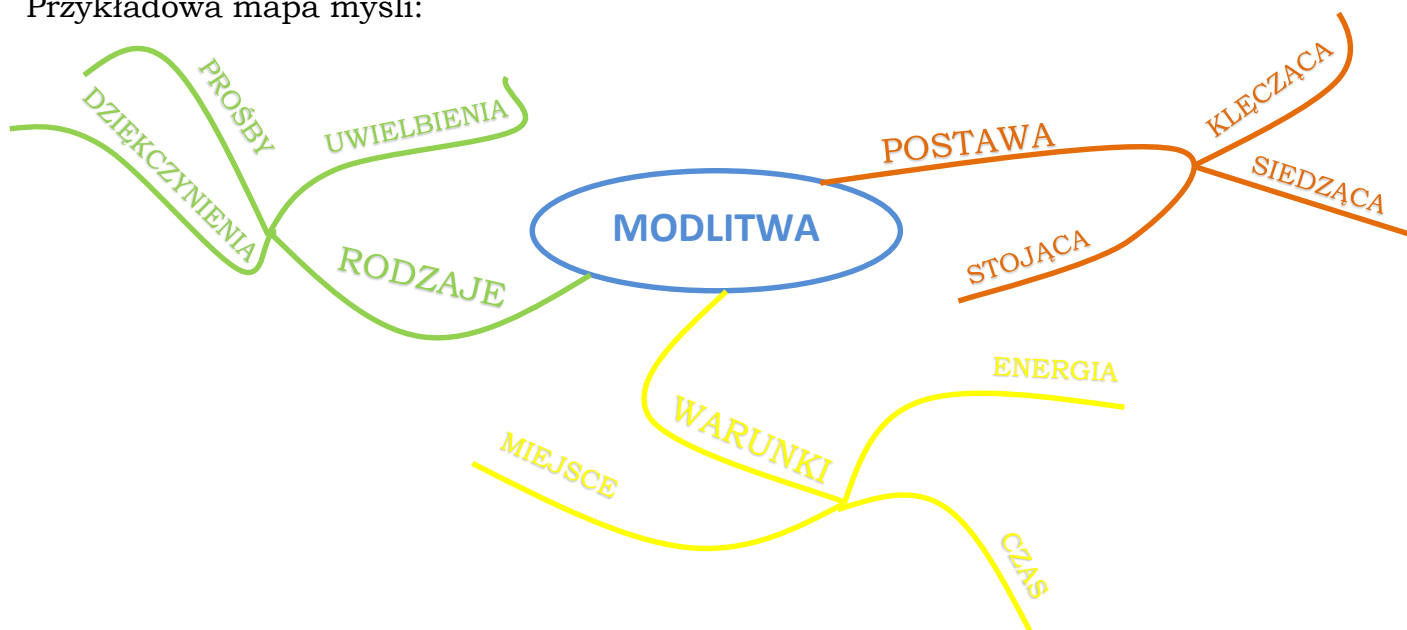 Przykładowa mapa myśli:
PROŚBY
DZIĘKCZYNIENIA
UWIELBIENIA
RODZAJE
MODLITWA
POSTAWA
KLĘCZĄCA
SIEDZĄCA
STOJĄCA
WARUNKI
ENERGIA
MIEJSCE
CZAS